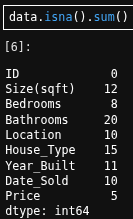 data.isna().sum()
[6]:
ID 0
Size(sqft) 12
Bedrooms 8
Bathrooms 20
Location 10
House_Type 15
Year_Built 11
Date_Sold 10
Price 5
dtype: int64